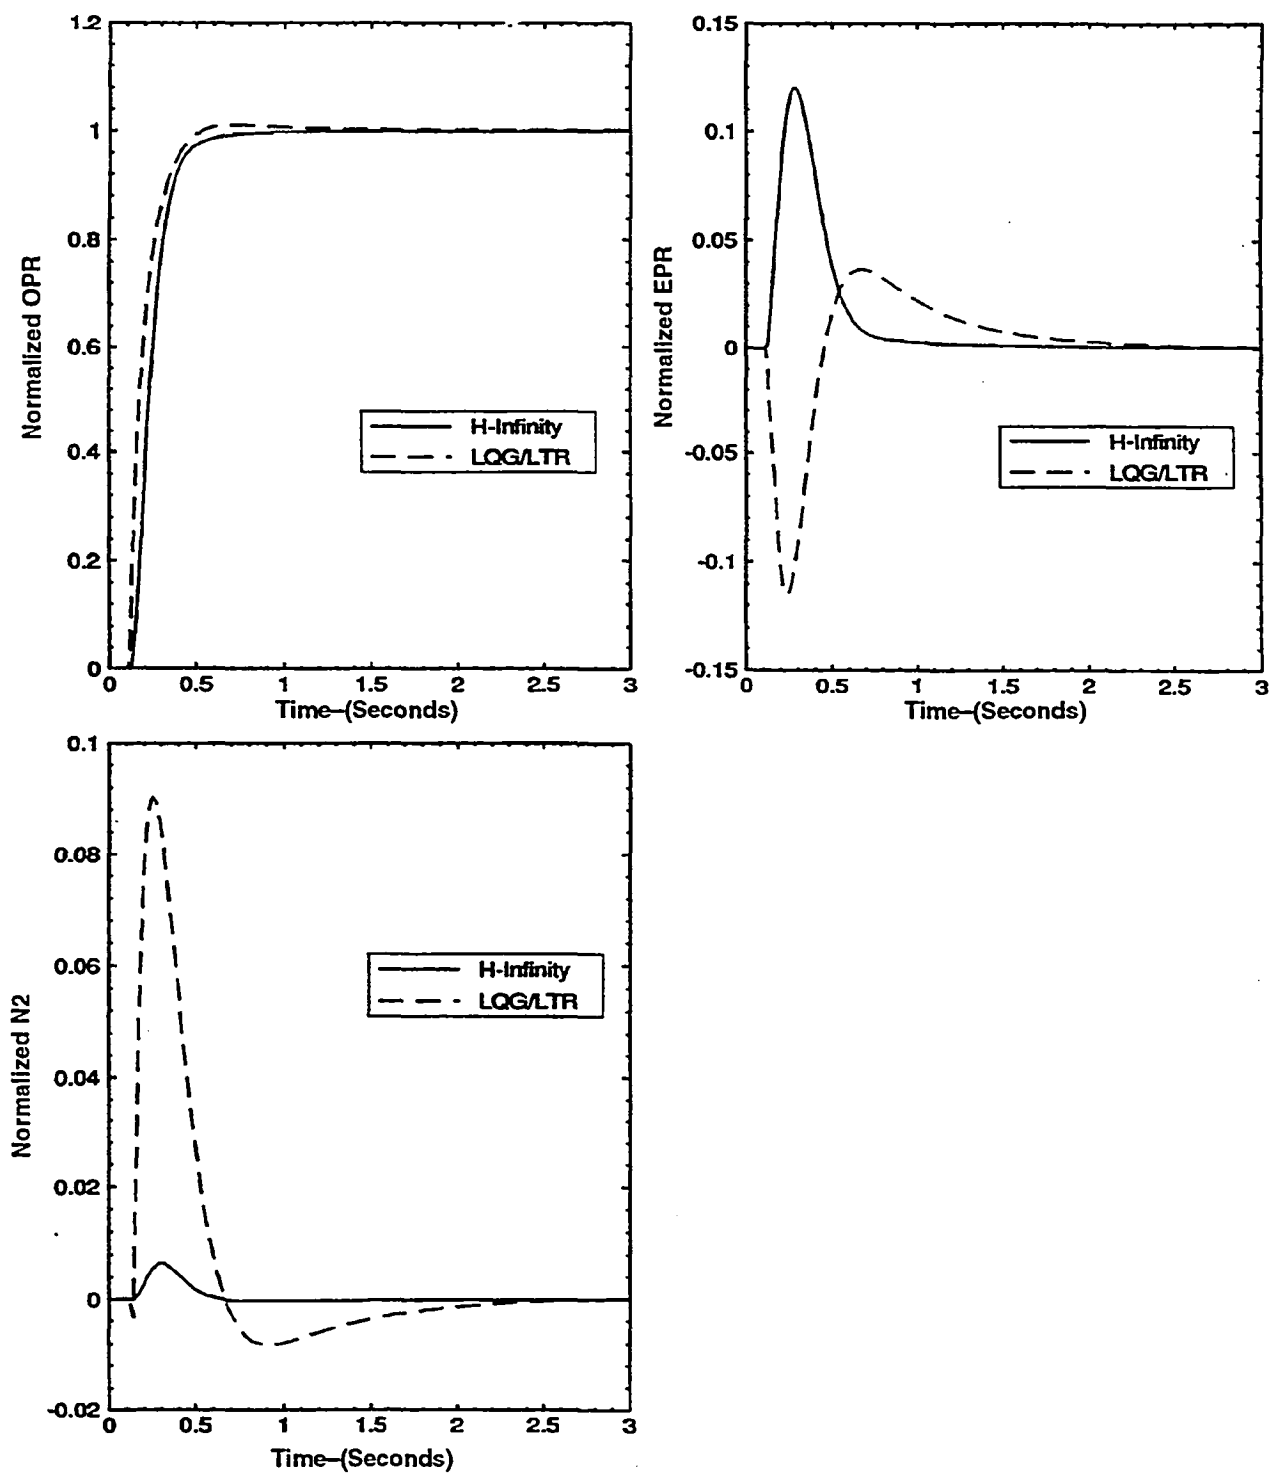 1.2
1
0.8
0.6
0.4
0.2
0
Normalized OPR
H-Infinity
LQG/LTR
0 0.5 1 1.5 2 2.5 3
Time–(Seconds)
0.15
0.1
0.05
0
-0.05
-0.1
-0.15
Normalized EPR
H-Infinity
LQG/LTR
0 0.5 1 1.5 2 2.5 3
Time–(Seconds)
0.1
0.08
0.06
0.04
0.02
0
-0.02
Normalized N2
H-Infinity
LQG/LTR
0 0.5 1 1.5 2 2.5 3
Time–(Seconds)